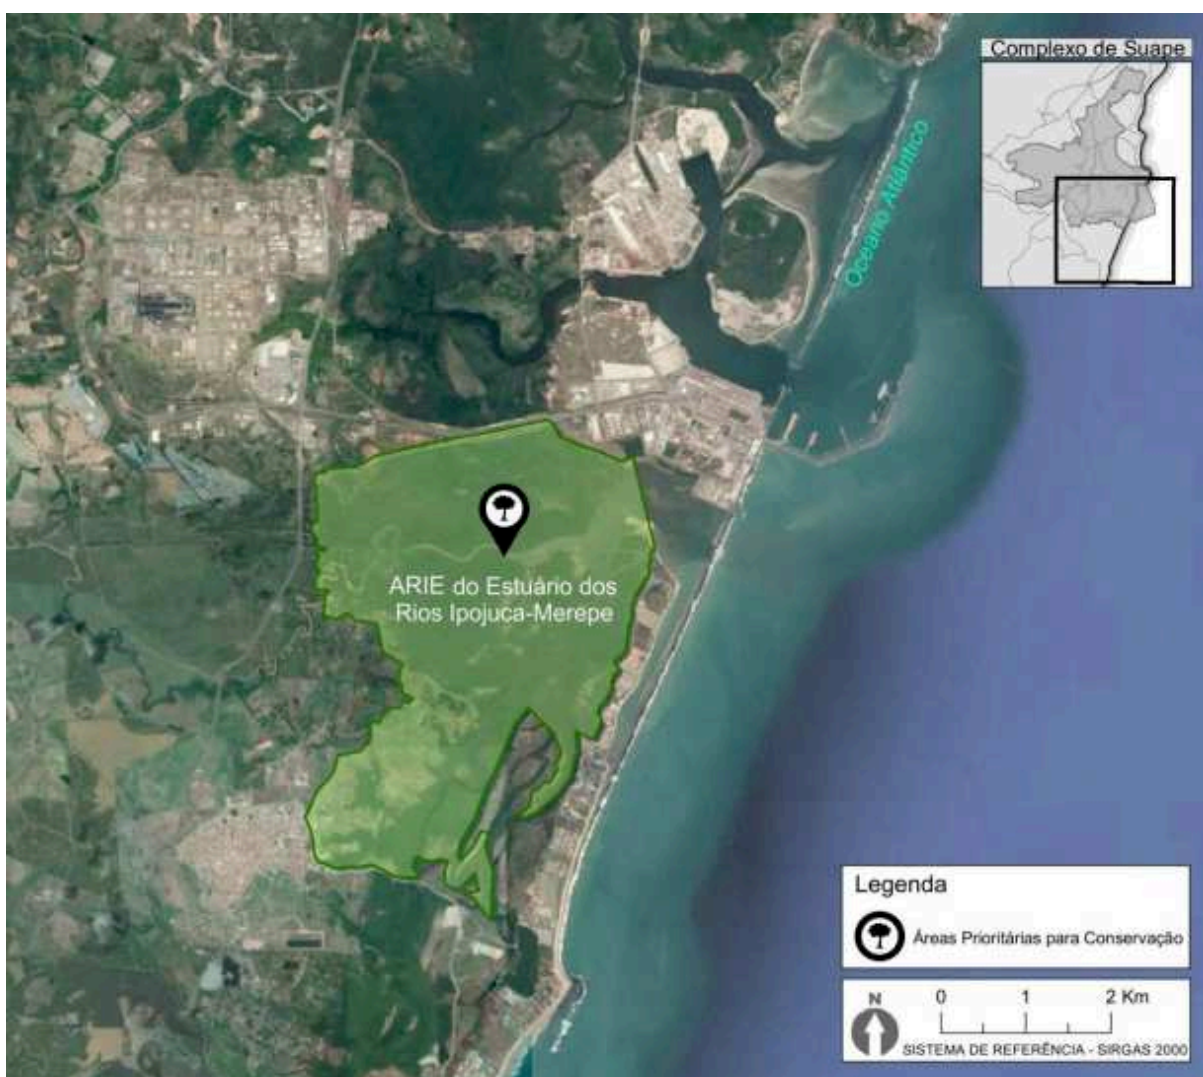 Complexo de Suape
Oceano Atlântico
ARIE do Estuário dos
Rios Ipojuca-Merepe
Legenda
Áreas Prioritárias para Conservação
N
0 1 2 Km
SISTEMA DE REFERÊNCIA - SIRGAS 2000